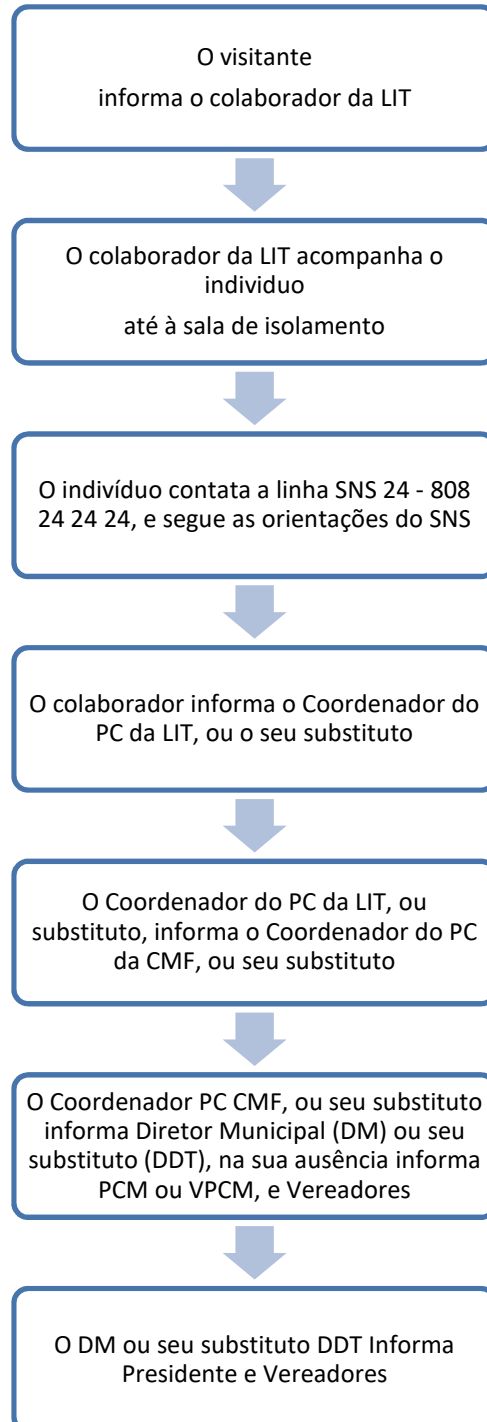 O visitante
informa o colaborador da LIT
O colaborador da LIT acompanha o
individuo
até à sala de isolamento
O indivíduo contata a linha SNS 24 - 808
24 24 24, e segue as orientações do SNS
O colaborador informa o Coordenador do
PC da LIT, ou o seu substituto
O Coordenador do PC da LIT, ou
substituto, informa o Coordenador do PC
da CMF, ou seu substituto
O Coordenador PC CMF, ou seu substituto
informa Diretor Municipal (DM) ou seu
substituto (DDT), na sua ausência informa
PCM ou VPCM, e Vereadores
O DM ou seu substituto DDT Informa
Presidente e Vereadores